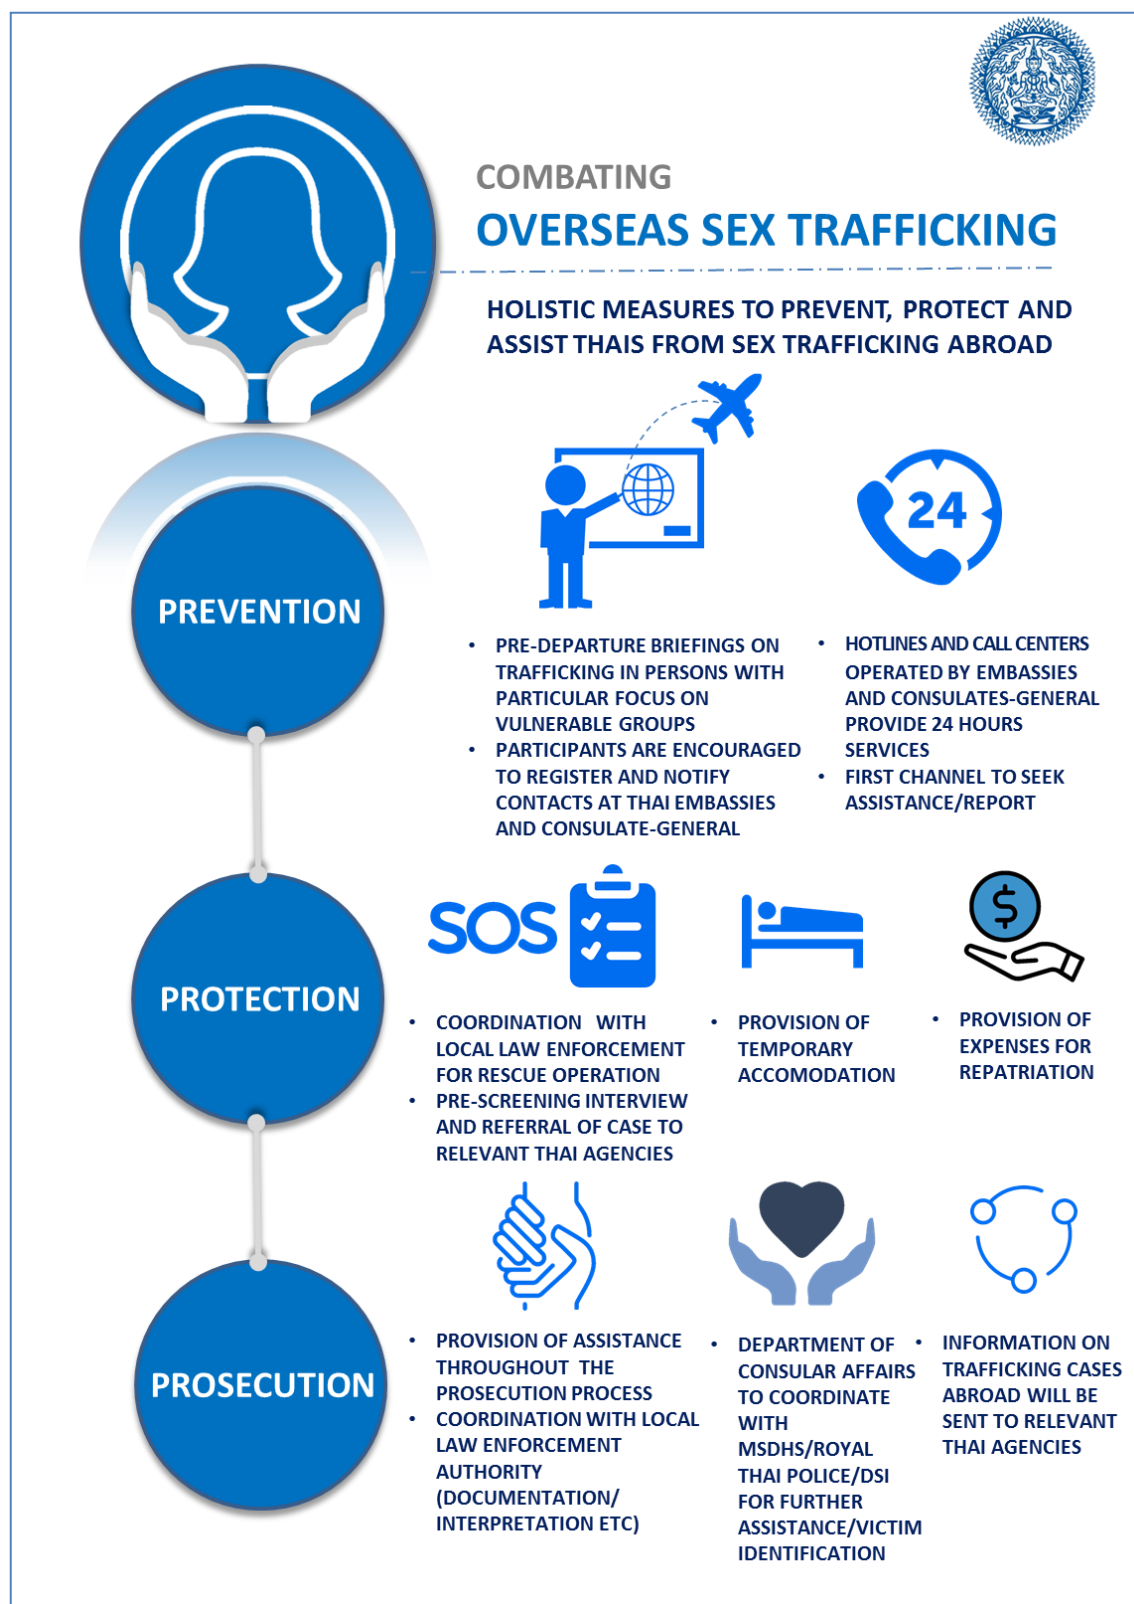 COMBATING
OVERSEAS SEX TRAFFICKING
HOLISTIC MEASURES TO PREVENT, PROTECT AND
ASSIST THAIS FROM SEX TRAFFICKING ABROAD
24
PREVENTION
• PRE-DEPARTURE BRIEFINGS ON
TRAFFICKING IN PERSONS WITH
PARTICULAR FOCUS ON
VULNERABLE GROUPS
• PARTICIPANTS ARE ENCOURAGED
TO REGISTER AND NOTIFY
CONTACTS AT THAI EMBASSIES
AND CONSULATE-GENERAL
• HOTLINES AND CALL CENTERS
OPERATED BY EMBASSIES
AND CONSULATES-GENERAL
PROVIDE 24 HOURS
SERVICES
• FIRST CHANNEL TO SEEK
ASSISTANCE/REPORT
PROTECTION
SOS
$
• COORDINATION WITH
LOCAL LAW ENFORCEMENT
FOR RESCUE OPERATION
• PRE-SCREENING INTERVIEW
AND REFERRAL OF CASE TO
RELEVANT THAI AGENCIES
• PROVISION OF
TEMPORARY
ACCOMODATION
• PROVISION OF
EXPENSES FOR
REPATRIATION
PROSECUTION
• PROVISION OF ASSISTANCE
THROUGHOUT THE
PROSECUTION PROCESS
• COORDINATION WITH LOCAL
LAW ENFORCEMENT
AUTHORITY
(DOCUMENTATION/
INTERPRETATION ETC)
• DEPARTMENT OF
CONSULAR AFFAIRS
TO COORDINATE
WITH
MSDHS/ROYAL
THAI POLICE/DSI
FOR FURTHER
ASSISTANCE/VICTIM
IDENTIFICATION
• INFORMATION ON
TRAFFICKING CASES
ABROAD WILL BE
SENT TO RELEVANT
THAI AGENCIES